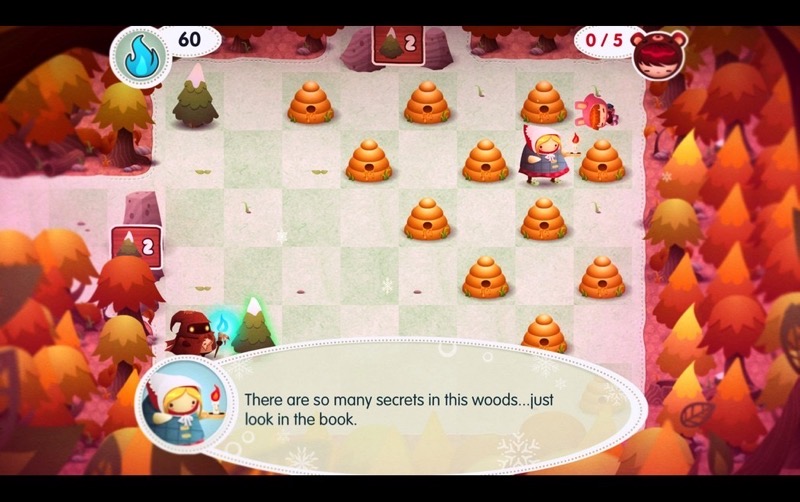 60
2
0 / 5
2
There are so many secrets in this woods...just
look in the book.